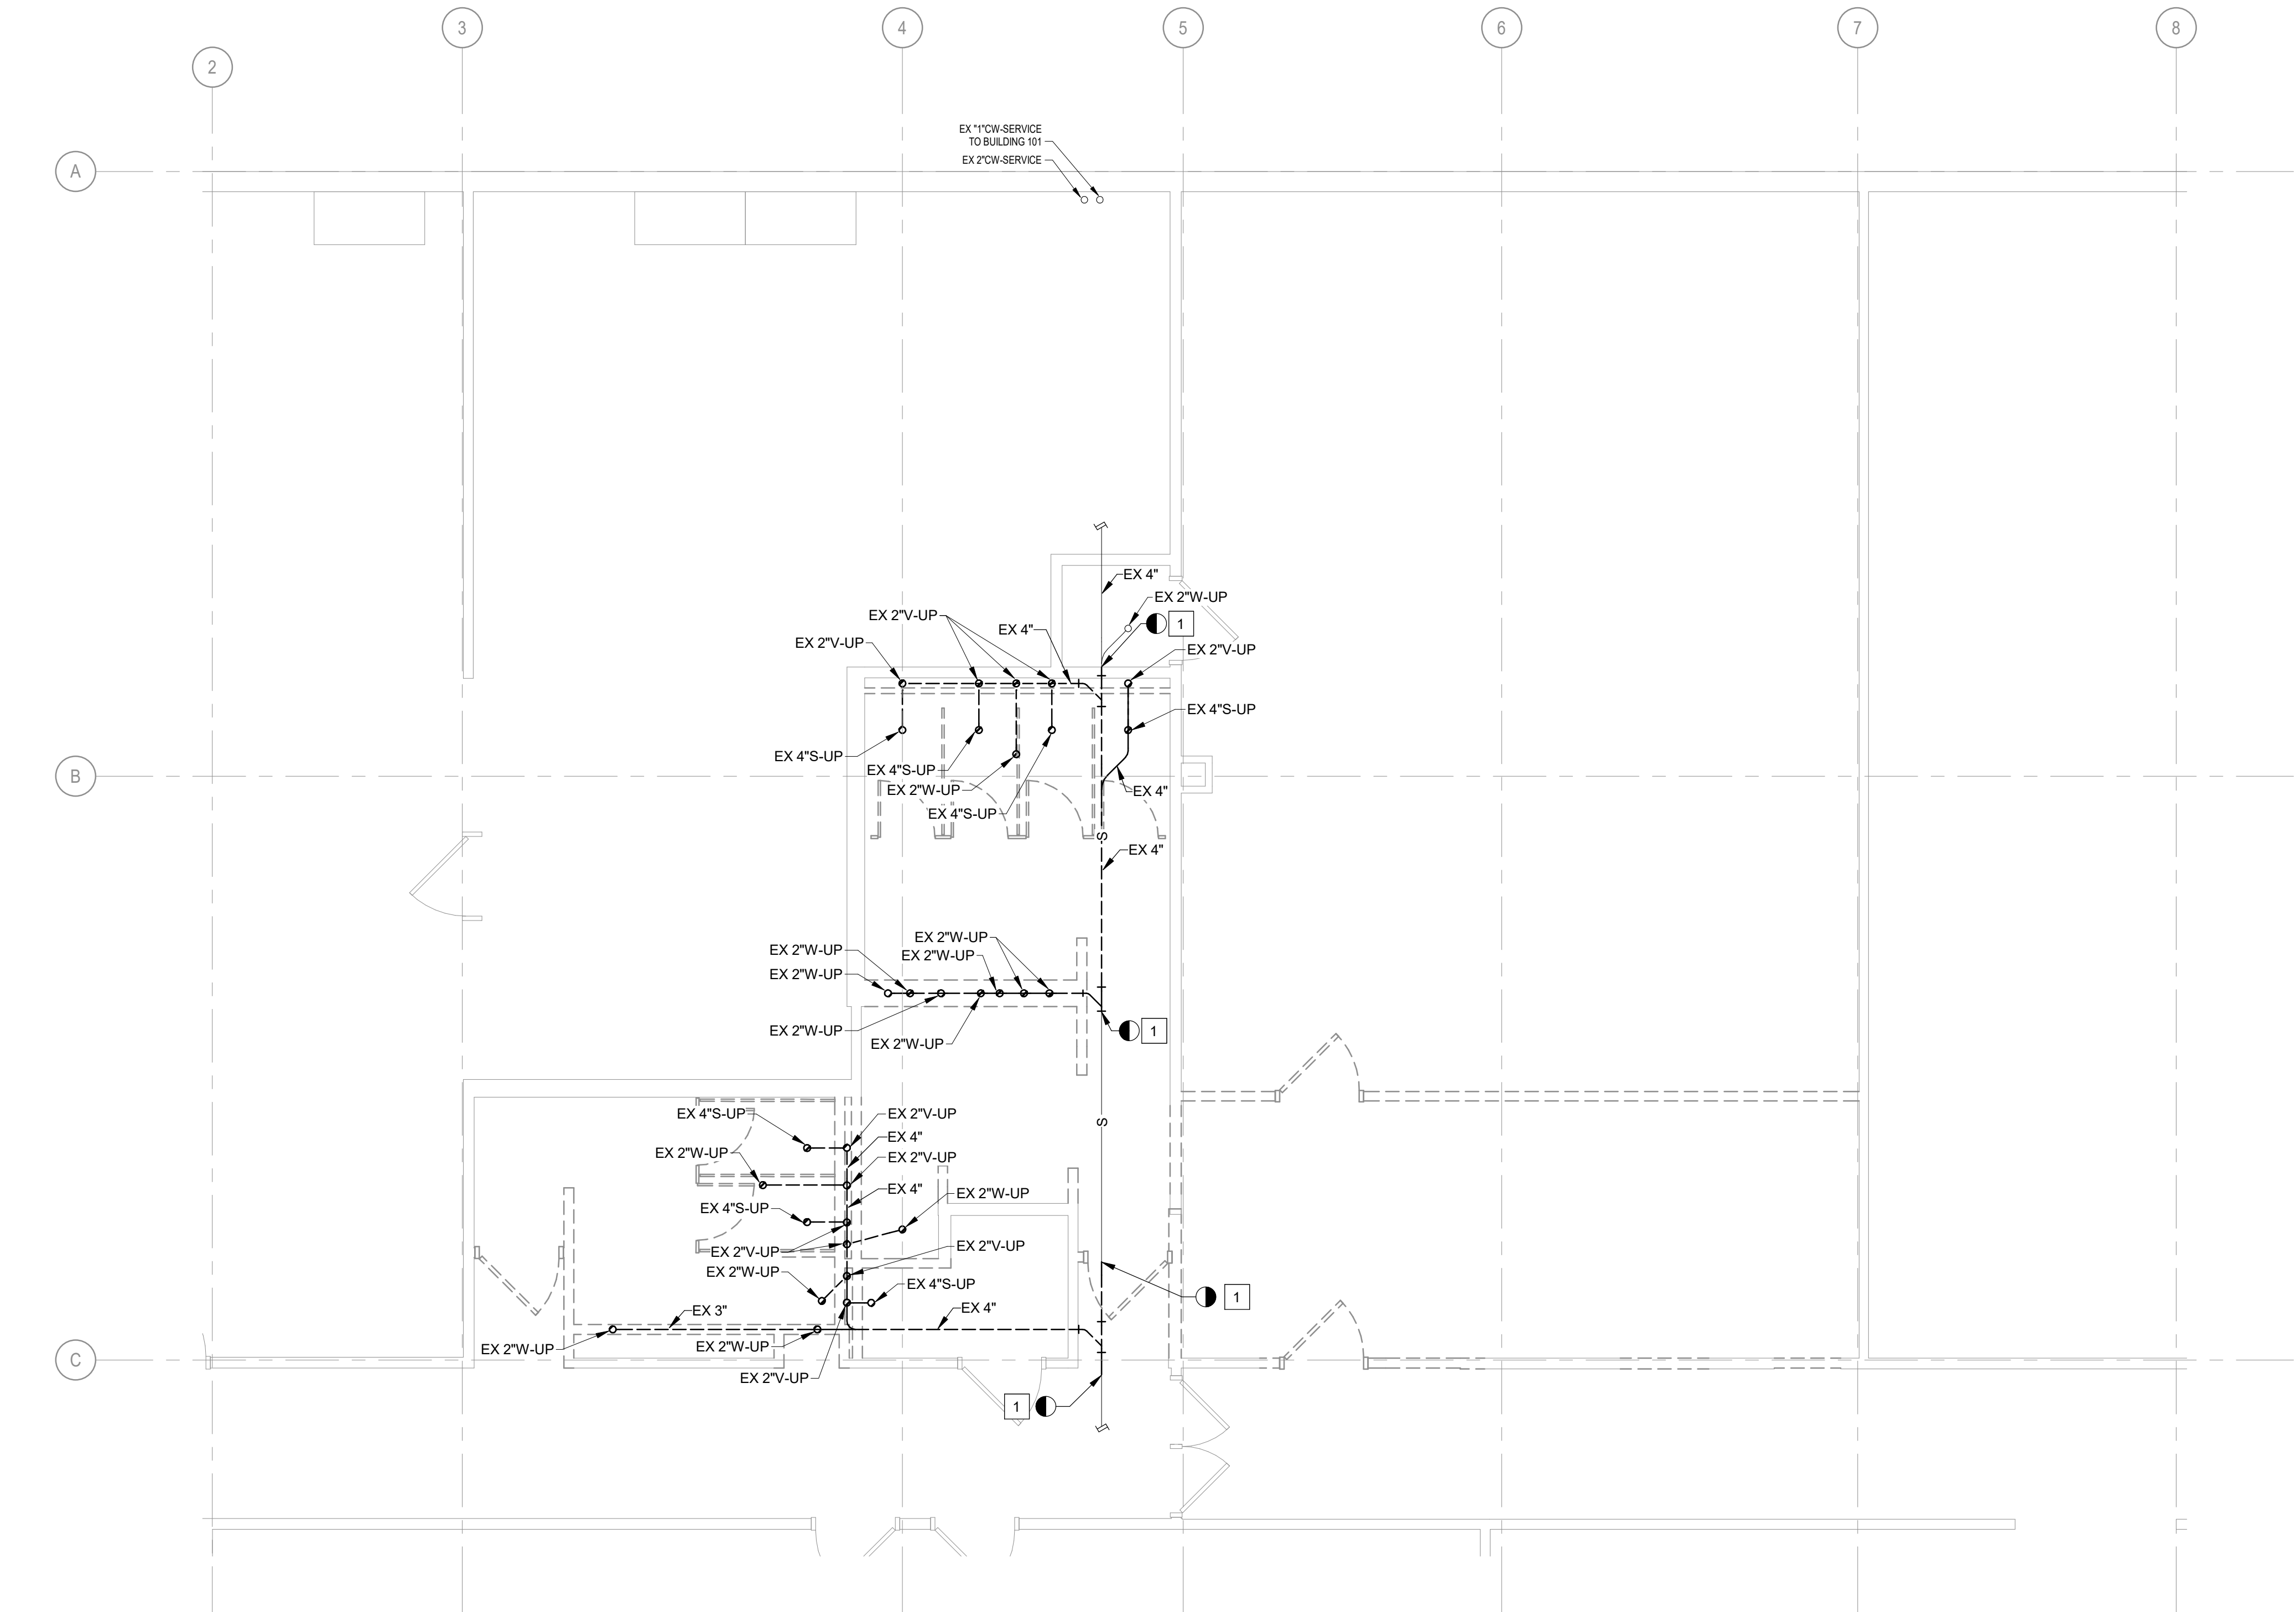 3
4
5
6
7
8
2
EX "1"CW-SERVICE
TO BUILDING 101
EX 2"CW-SERVICE
A
EX 4"
EX 2"W-UP
EX 2"V-UP
1
EX 4"
EX 2"V-UP
EX 2"V-UP
EX 4"S-UP
EX 4"S-UP
EX 4"S-UP
B
EX 2"W-UP
EX 4"
EX 4"S-UP
S
EX 4"
EX 2"W-UP
EX 2"W-UP
EX 2"W-UP
EX 2"W-UP
EX 2"W-UP
1
EX 2"W-UP
EX 4"S-UP
EX 2"V-UP
S
EX 4"
EX 2"W-UP
EX 2"V-UP
EX 4"
EX 2"W-UP
EX 4"S-UP
EX 2"V-UP
EX 2"V-UP
EX 2"W-UP
EX 4"S-UP
1
EX 3"
EX 4"
EX 2"W-UP
EX 2"W-UP
C
EX 2"V-UP
1